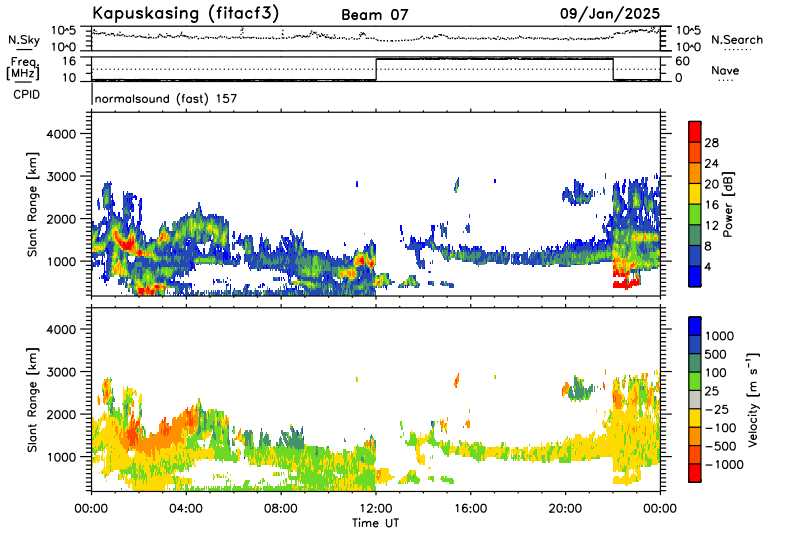 Kapuskasing (fitacf3) Beam 07 09/Jan/2025
N.Sky 10^5 10^0 10^5 10^0 N.Search
Freq. [MHz] 16 10 60 0 Nave
CPID normalsound (fast) 157
Slant Range [km] 4000 3000 2000 1000
Power [dB] 28 24 20 16 12 8 4
Slant Range [km] 4000 3000 2000 1000
Velocity [m s⁻¹] 1000 500 100 25 −25 −100 −500 −1000
00:00 04:00 08:00 12:00 16:00 20:00 00:00
Time UT